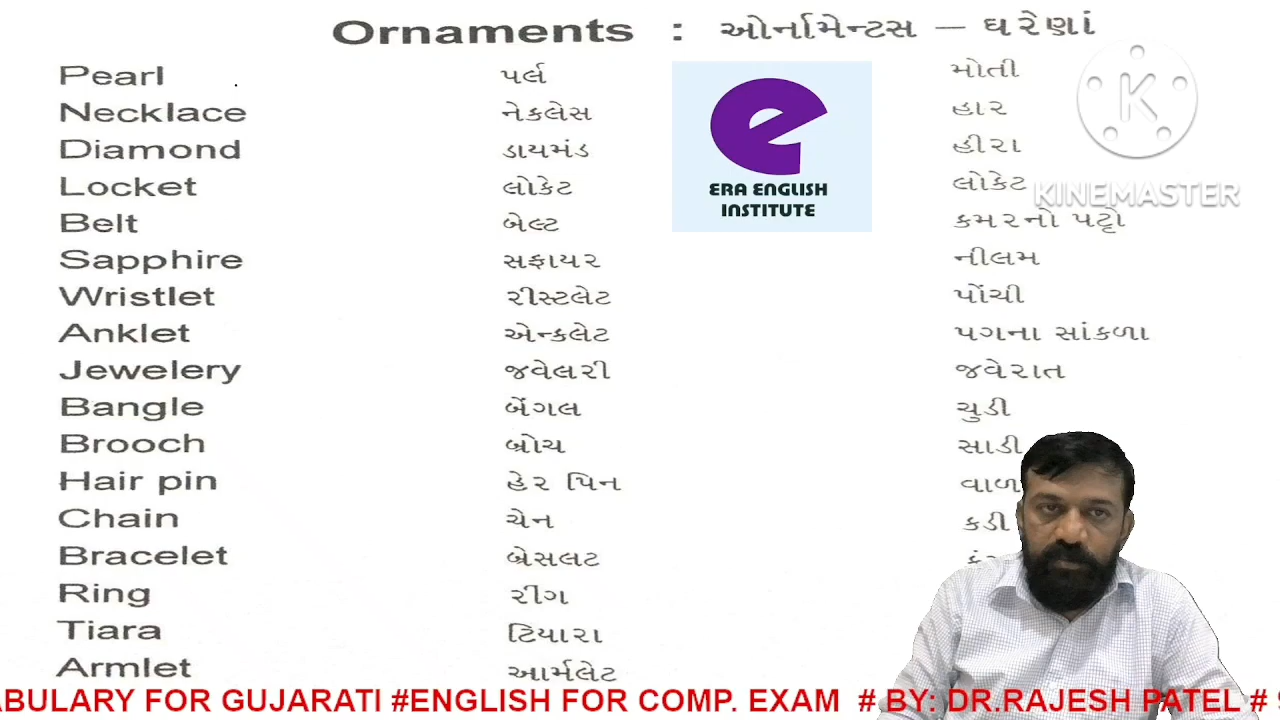 Ornaments : ઓર્નામેન્ટસ – ઘરેણાં
Pearl પર્લ મોતી
Necklace નેકલેસ હાર
Diamond ડાયમંડ હીરા
Locket લોકેટ લોકેટ
Belt બેલ્ટ કમરનો પટ્ટો
Sapphire સફાયર નીલમ
Wristlet રીસ્ટલેટ પોંચી
Anklet એન્કલેટ પગના સાંકળા
Jewelery જવેલરી જવેરાત
Bangle બેંગલ ચુડી
Brooch બ્રોચ સાડી
Hair pin હેર પિન વાળ
Chain ચેન કડી
Bracelet બ્રેસલટ
Ring રીંગ
Tiara ટિયારા
Armlet આર્મલેટ
ERA ENGLISH
INSTITUTE
KINEMASTER
ABULARY FOR GUJARATI #ENGLISH FOR COMP. EXAM # BY: DR.RAJESH PATEL #